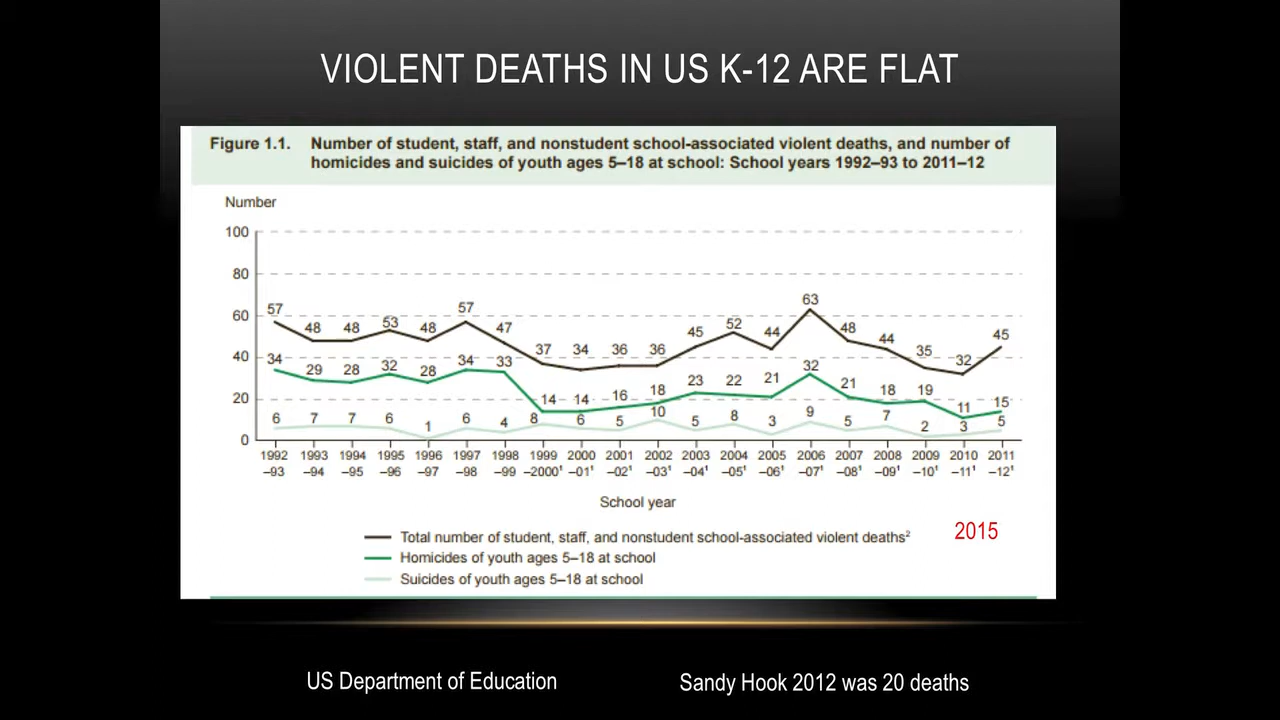 VIOLENT DEATHS IN US K-12 ARE FLAT
Figure 1.1. Number of student, staff, and nonstudent school-associated violent deaths, and number of
homicides and suicides of youth ages 5–18 at school: School years 1992–93 to 2011–12
Number
100
80
60
40
20
0
57 48 48 53 48 57 47 37 34 36 36 45 52 44 63 48 44 35 32 45
34 29 28 32 28 34 33 14 14 16 18 23 22 21 32 21 18 19 11 15
6 7 7 6 1 6 4 8 6 5 10 5 8 3 9 5 7 2 3 5
1992 1993 1994 1995 1996 1997 1998 1999 2000 2001 2002 2003 2004 2005 2006 2007 2008 2009 2010 2011
–93 –94 –95 –96 –97 –98 –99 –2000¹ –01¹ –02¹ –03¹ –04¹ –05¹ –06¹ –07¹ –08¹ –09¹ –10¹ –11¹ –12¹
School year
2015
Total number of student, staff, and nonstudent school-associated violent deaths²
Homicides of youth ages 5–18 at school
Suicides of youth ages 5–18 at school
US Department of Education
Sandy Hook 2012 was 20 deaths